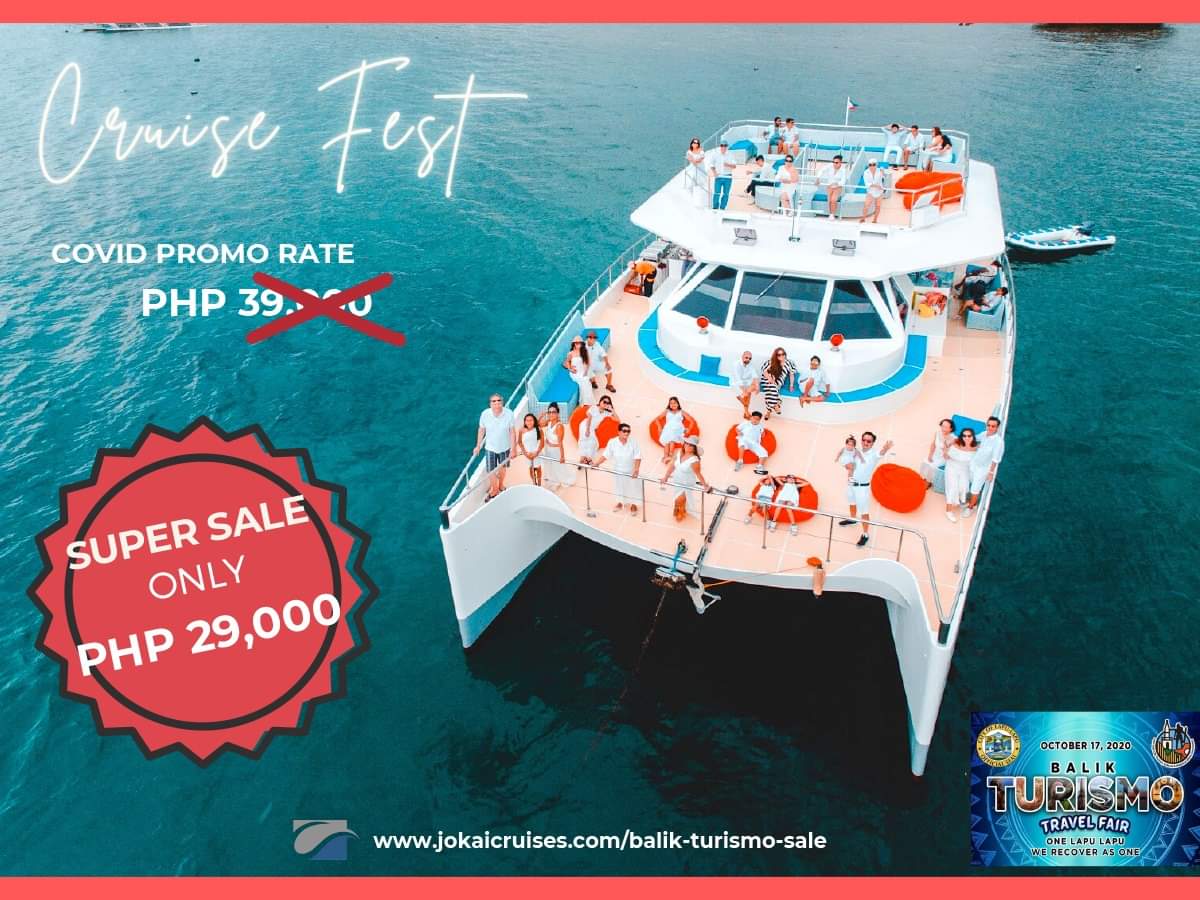 Cruise Fest
COVID PROMO RATE
PHP 39,000
SUPER SALE
ONLY
PHP 29,000
www.jokaicruises.com/balik-turismo-sale
OCTOBER 17, 2020
BALIK
TURISMO
TRAVEL FAIR
ONE LAPU LAPU
WE RECOVER AS ONE